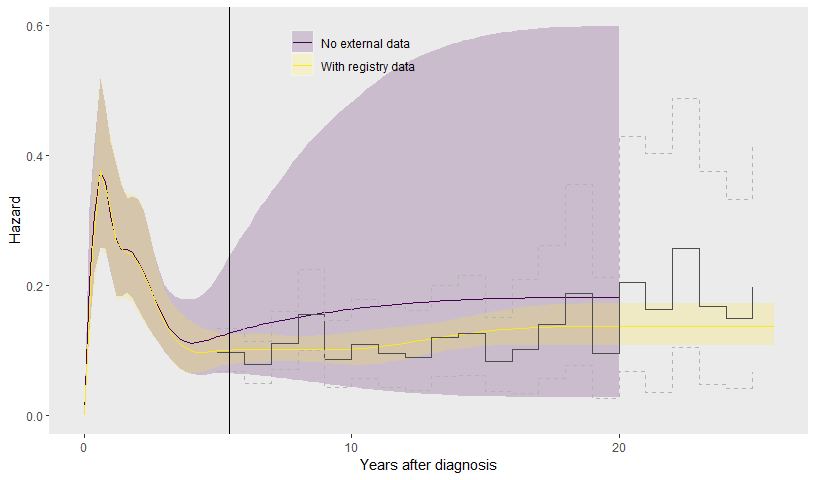 0.6
0.4
0.2
0.0
Hazard
No external data
With registry data
0
10
20
Years after diagnosis